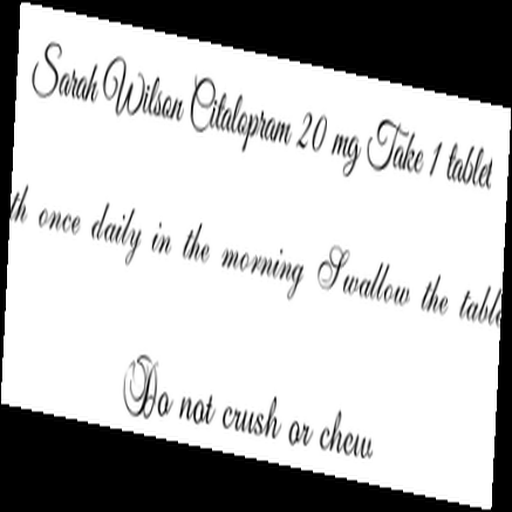 Sarah Wilson Citalopram 20 mg Take 1 tablet
once daily in the morning Swallow the
Do not crush or chew